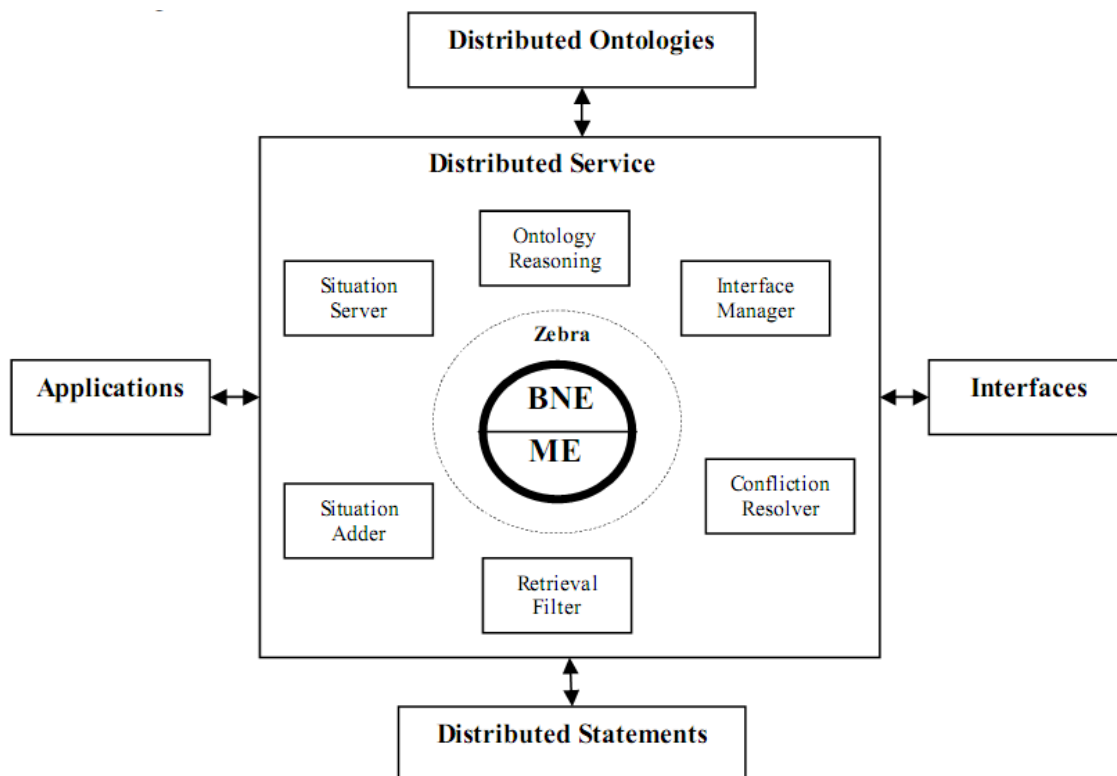 Distributed Ontologies
Distributed Service
Ontology
Reasoning
Situation
Server
Interface
Manager
Zebra
Applications
BNE
ME
Interfaces
Situation
Adder
Confliction
Resolver
Retrieval
Filter
Distributed Statements